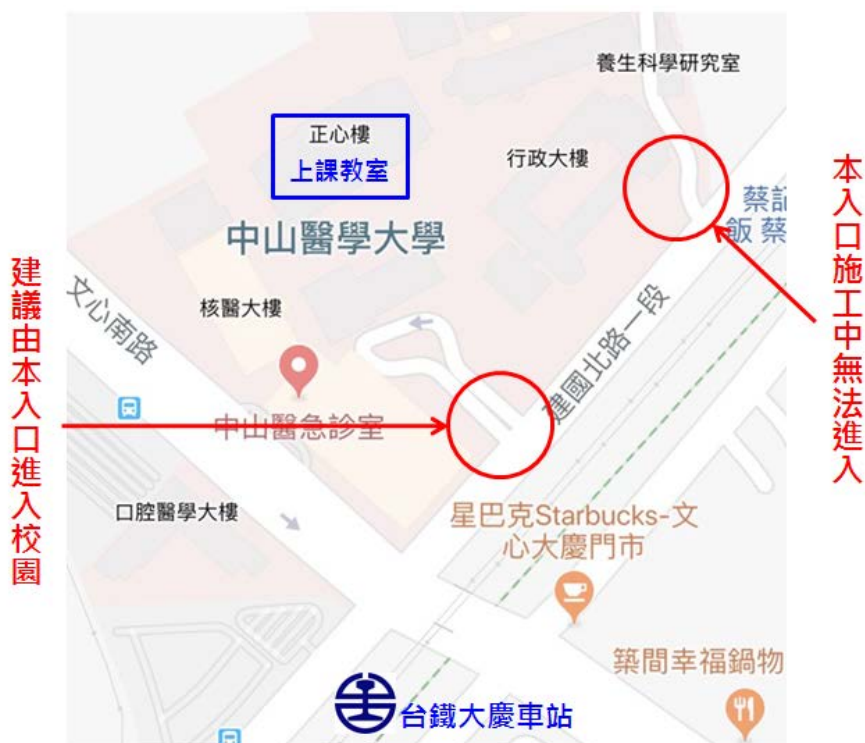 養生科學研究室
正心樓
上課教室
行政大樓
本入口施工中無法進入
蔡記
飯 蔡
中山醫學大學
建議由本入口進入校園
文心南路
核醫大樓
建國北路一段
中山醫急診室
口腔醫學大樓
星巴克Starbucks-文
心大慶門市
築間幸福鍋物
台鐵大慶車站